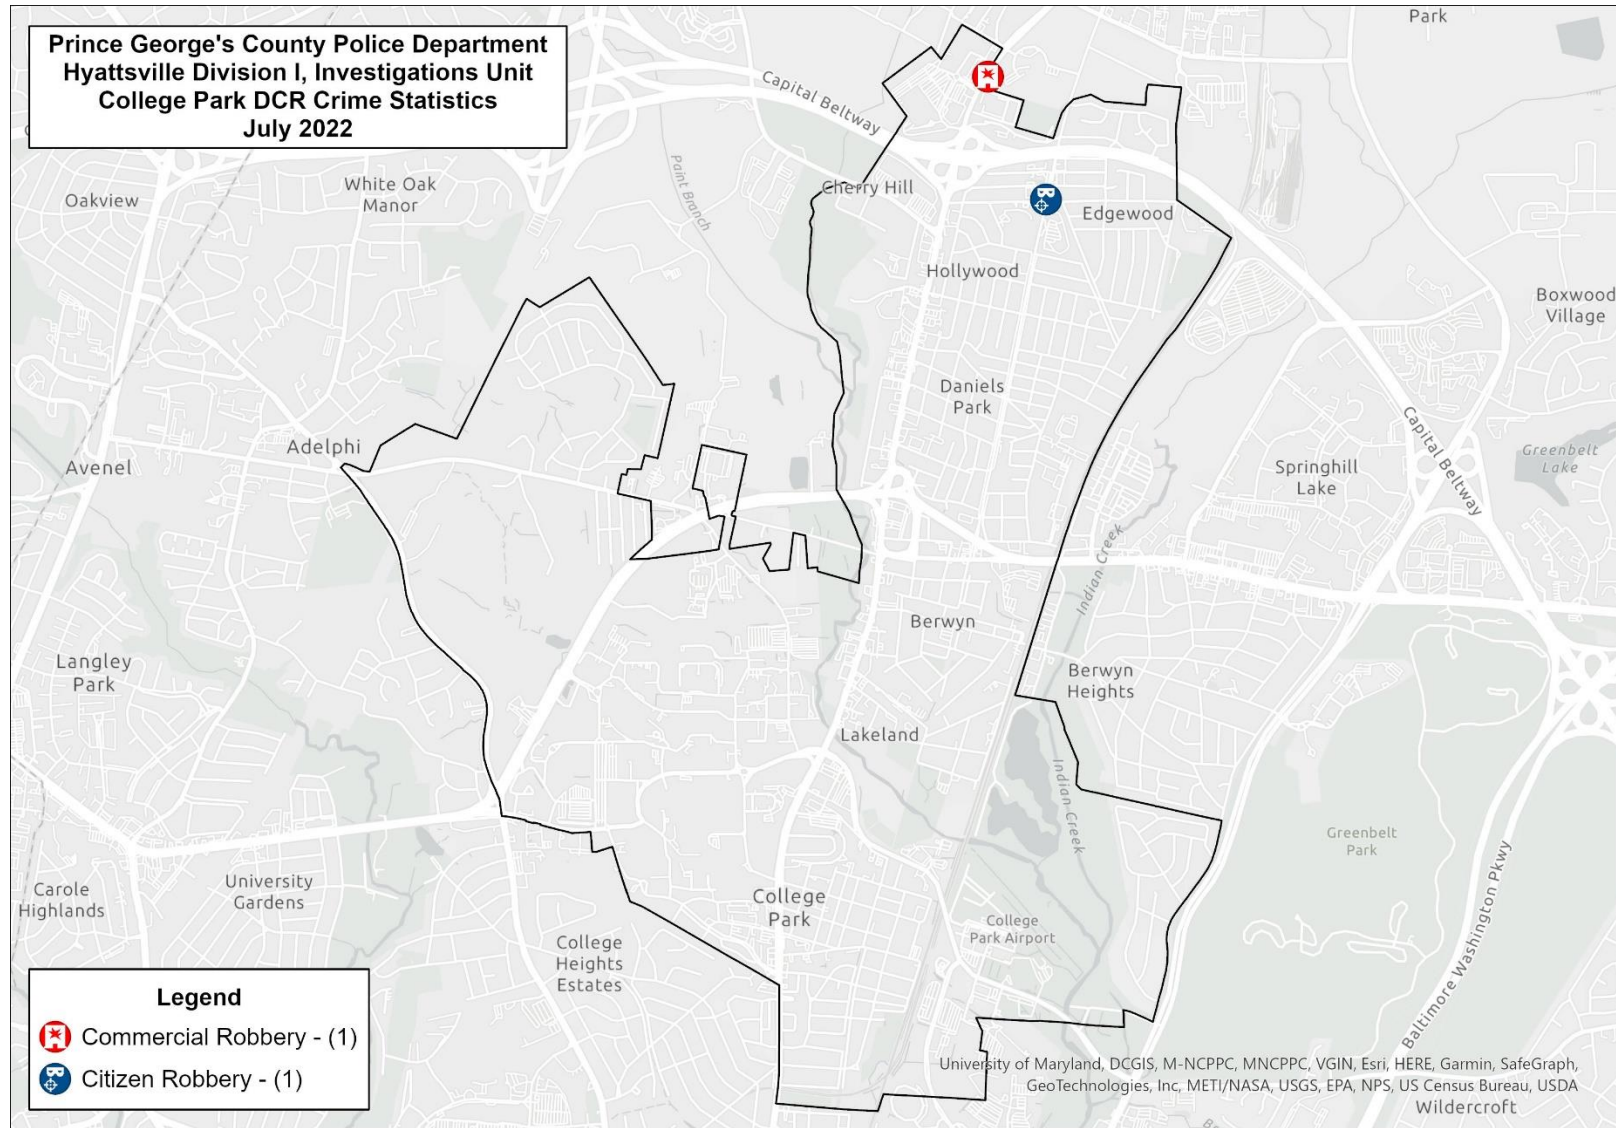 Prince George's County Police Department
Hyattsville Division I, Investigations Unit
College Park DCR Crime Statistics
July 2022
Park
Capital Beltway
Paint Branch
White Oak
Manor
Oakview
Cherry Hill
Edgewood
Hollywood
Boxwood
Village
Daniels
Park
Capital Beltway
Adelphi
Avenel
Springhill
Lake
Greenbelt
Lake
Indian Creek
Berwyn
Langley
Park
Berwyn
Heights
Lakeland
Indian Creek
Greenbelt
Park
Baltimore Washington Pkwy
University
Gardens
Carole
Highlands
College
Park
College
Park Airport
College
Heights
Estates
Legend
Commercial Robbery - (1)
Citizen Robbery - (1)
University of Maryland, DCGIS, M-NCPPC, MNCPPC, VGIN, Esri, HERE, Garmin, SafeGraph,
GeoTechnologies, Inc, METI/NASA, USGS, EPA, NPS, US Census Bureau, USDA
Wildercroft